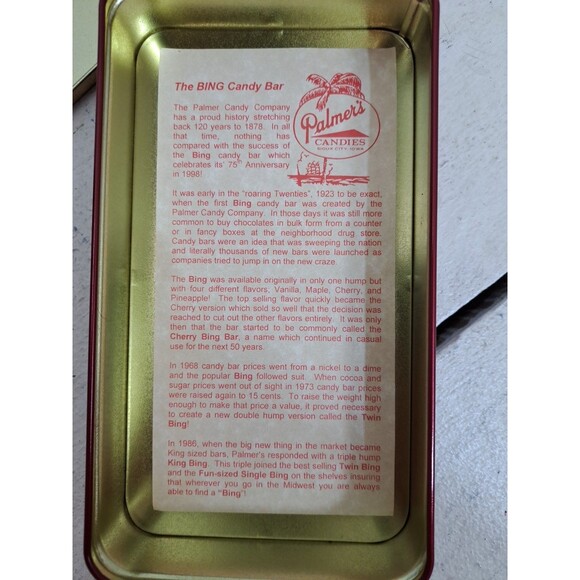 The BING Candy Bar
Palmer's
CANDIES
SIOUX CITY, IOWA
The Palmer Candy Company
has a proud history stretching
back 120 years to 1878. In all
that time, nothing has
compared with the success of
the Bing candy bar which
celebrates its' 75th Anniversary
in 1998!
It was early in the "roaring Twenties", 1923 to be exact,
when the first Bing candy bar was created by the
Palmer Candy Company. In those days it was still more
common to buy chocolates in bulk form from a counter
or in fancy boxes at the neighborhood drug store.
Candy bars were an idea that was sweeping the nation
and literally thousands of new bars were launched as
companies tried to jump in on the new craze.
The Bing was available originally in only one hump but
with four different flavors; Vanilla, Maple, Cherry, and
Pineapple! The top selling flavor quickly became the
Cherry version which sold so well that the decision was
reached to cut out the other flavors entirely. It was only
then that the bar started to be commonly called the
Cherry Bing Bar, a name which continued in casual
use for the next 50 years.
In 1968 candy bar prices went from a nickel to a dime
and the popular Bing followed suit. When cocoa and
sugar prices went out of sight in 1973 candy bar prices
were raised again to 15 cents. To raise the weight high
enough to make that price a value, it proved necessary
to create a new double hump version called the Twin
Bing!
In 1986, when the big new thing in the market became
King sized bars, Palmer's responded with a triple hump
King Bing. This triple joined the best selling Twin Bing
and the Fun-sized Single Bing on the shelves insuring
that wherever you go in the Midwest you are always
able to find a "Bing"!